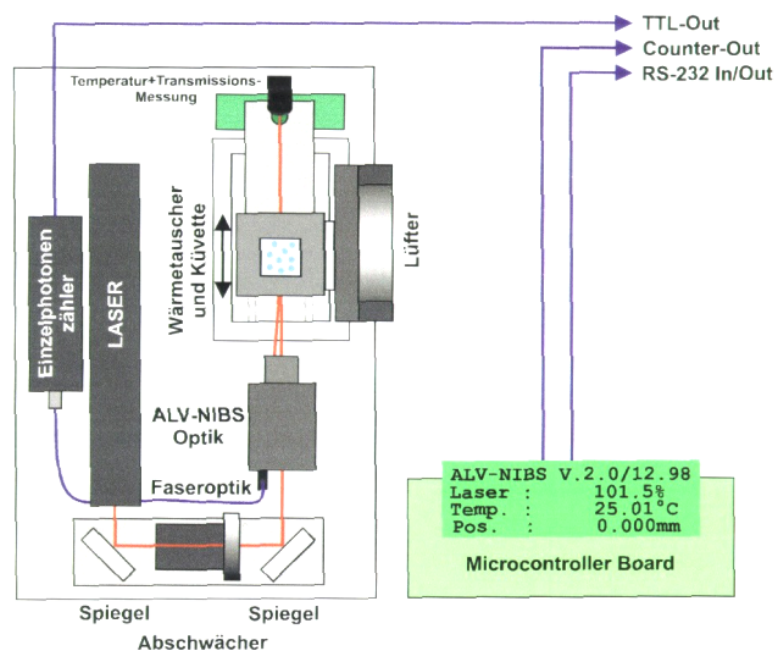 TTL-Out
Counter-Out
RS-232 In/Out
Temperatur+Transmissions-
Messung
Wärmetauscher
und Küvette
Lüfter
Einzelphotonen
zähler
LASER
ALV-NIBS
Optik
Faseroptik
ALV-NIBS V.2.0/12.98
Laser : 101.5%
Temp. : 25.01°C
Pos. : 0.000mm
Microcontroller Board
Spiegel Spiegel
Abschwächer